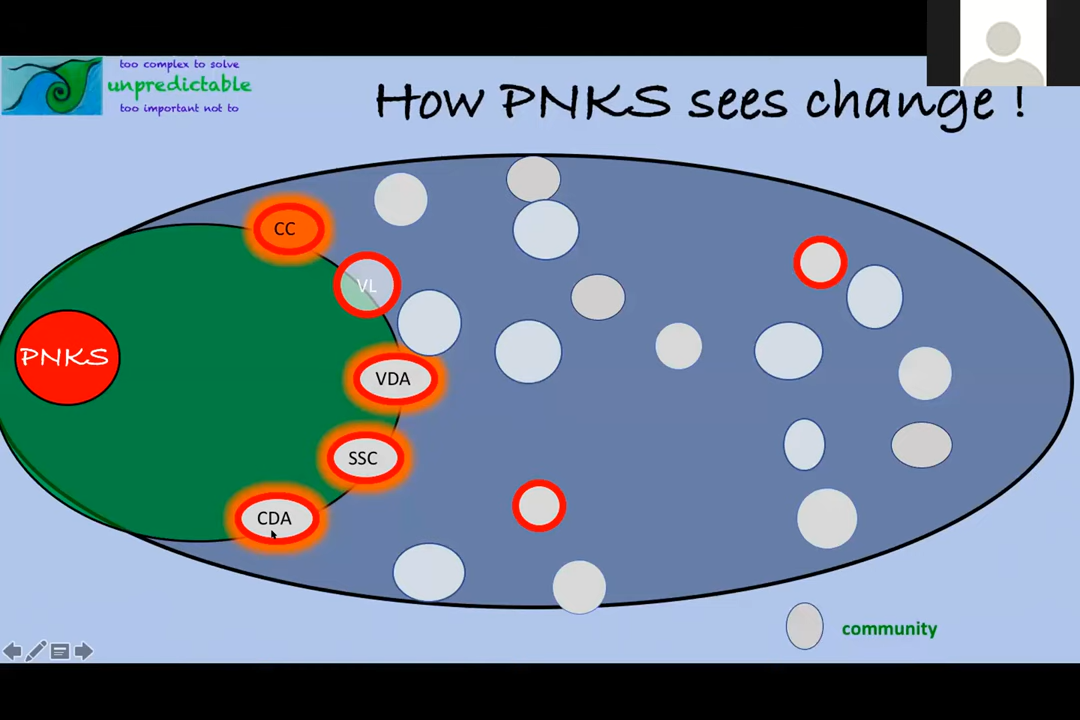 too complex to solve
unpredictable
too important not to
How PNKS sees change !
CC
VL
PNKS
VDA
SSC
CDA
community